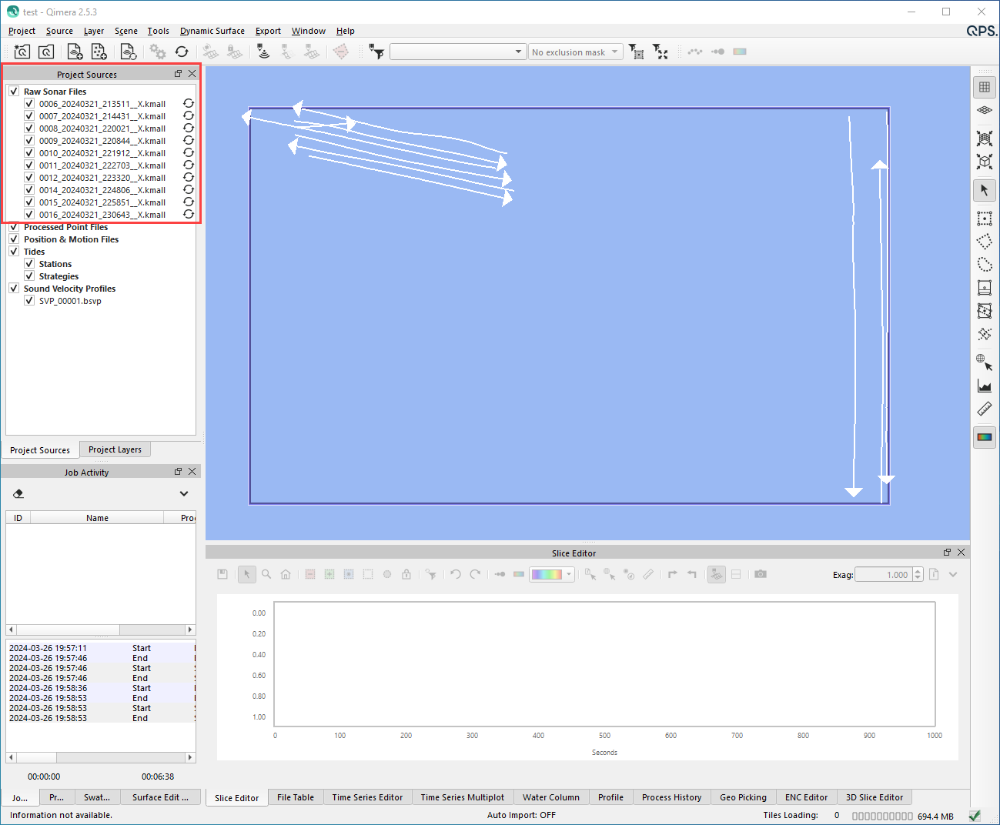 test - Qimera 2.5.3
Project Source Layer Scene Tools Dynamic Surface Export Window Help
QPS.
No exclusion mask
Project Sources
Raw Sonar Files
0006_20240321_213511__X.kmall
0007_20240321_214431__X.kmall
0008_20240321_220021__X.kmall
0009_20240321_220844__X.kmall
0010_20240321_221912__X.kmall
0011_20240321_222703__X.kmall
0012_20240321_223320__X.kmall
0014_20240321_224806__X.kmall
0015_20240321_225851__X.kmall
0016_20240321_230643__X.kmall
Processed Point Files
Position & Motion Files
Tides
Stations
Strategies
Sound Velocity Profiles
SVP_00001.bsvp
Project Sources Project Layers
Job Activity
ID Name Prog
2024-03-26 19:57:11 Start
2024-03-26 19:57:46 End
2024-03-26 19:57:46 Start
2024-03-26 19:57:46 End
2024-03-26 19:58:36 Start
2024-03-26 19:58:53 End
2024-03-26 19:58:53 Start
2024-03-26 19:58:53 End
00:00:00 00:06:38
Jo... Pr... Swat... Surface Edit ...
Slice Editor
Exag: 1.000
0.00
0.20
0.40
0.60
0.80
1.00
0 100 200 300 400 500 600 700 800 900 1000
Seconds
Slice Editor File Table Time Series Editor Time Series Multiplot Water Column Profile Process History Geo Picking ENC Editor 3D Slice Editor
Information not available. Auto Import: OFF Tiles Loading: 0 694.4 MB